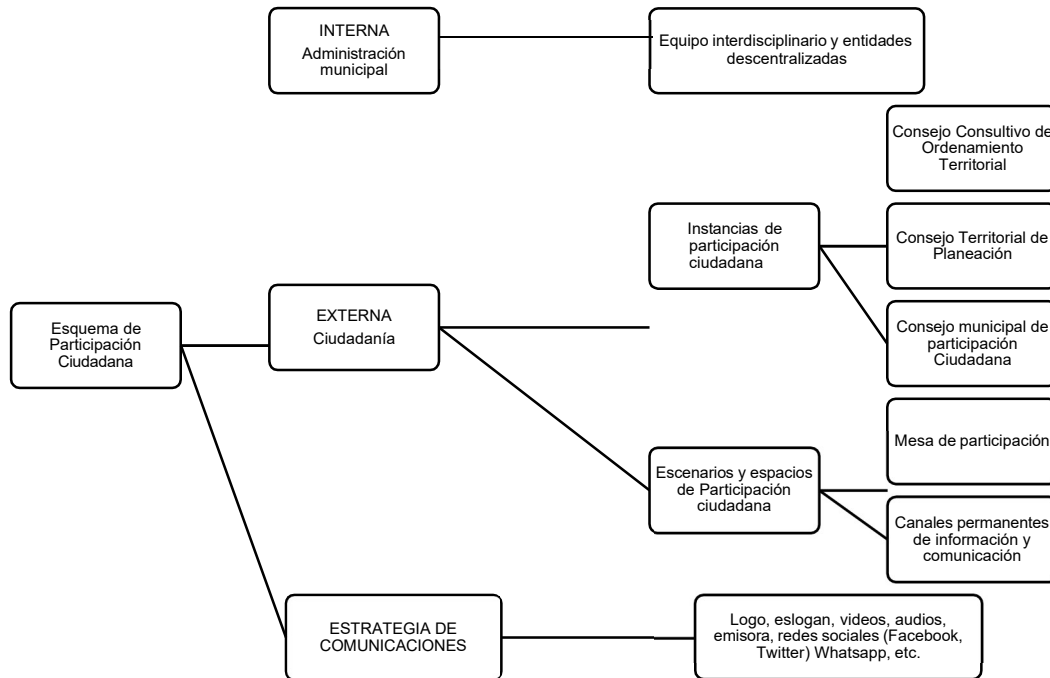 INTERNA
Administración
municipal
Equipo interdisciplinario y entidades
descentralizadas
Consejo Consultivo de
Ordenamiento
Territorial
Instancias de
participación
ciudadana
Consejo Territorial de
Planeación
EXTERNA
Ciudadanía
Esquema de
Participación
Ciudadana
Consejo municipal de
participación
Ciudadana
Mesa de participación
Escenarios y espacios
de Participación
ciudadana
Canales permanentes
de información y
comunicación
ESTRATEGIA DE
COMUNICACIONES
Logo, eslogan, videos, audios,
emisora, redes sociales (Facebook,
Twitter) Whatsapp, etc.